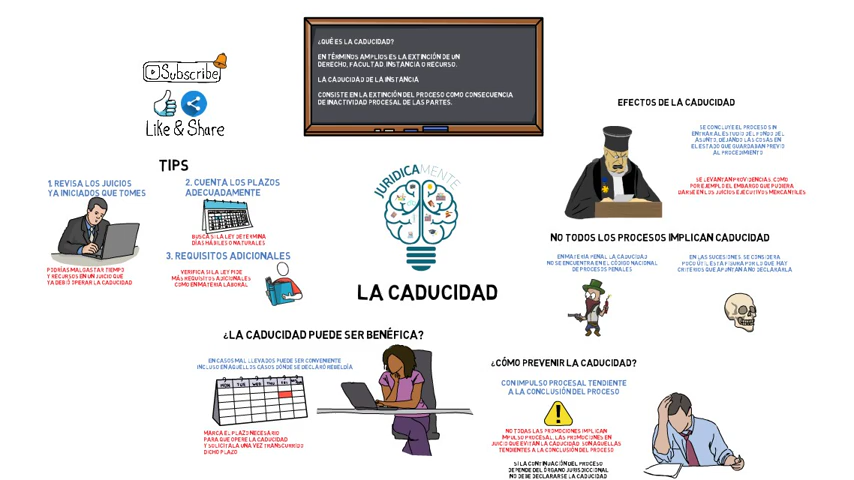 ¿QUÉ ES LA CADUCIDAD?
EN TÉRMINOS AMPLIOS ES LA EXTINCIÓN DE UN
DERECHO, FACULTAD, INSTANCIA O RECURSO.
LA CADUCIDAD DE LA INSTANCIA
CONSISTE EN LA EXTINCIÓN DEL PROCESO COMO CONSECUENCIA
DE INACTIVIDAD PROCESAL DE LAS PARTES.
Subscribe
Like & Share
TIPS
1. REVISA LOS JUICIOS
YA INICIADOS QUE TOMES
PODRÍAS MALGASTAR TIEMPO
Y RECURSOS EN UN JUICIO QUE
YA DEBIÓ OPERAR LA CADUCIDAD
2. CUENTA LOS PLAZOS
ADECUADAMENTE
BUSCA SI LA LEY DETERMINA
DÍAS HÁBILES O NATURALES
3. REQUISITOS ADICIONALES
VERIFICA SI LA LEY PIDE
MÁS REQUISITOS ADICIONALES
COMO EN MATERIA LABORAL
JURIDICAMENTE
LA CADUCIDAD
EFECTOS DE LA CADUCIDAD
SE CONCLUYE EL PROCESO SIN
ENTRAR AL ESTUDIO DEL FONDO DEL
ASUNTO, DEJANDO LAS COSAS EN
EL ESTADO QUE GUARDABAN PREVIO
AL PROCEDIMIENTO
SE LEVANTAN PROVIDENCIAS, COMO
POR EJEMPLO EL EMBARGO QUE PUDIERA
DARSE EN LOS JUICIOS EJECUTIVOS MERCANTILES
NO TODOS LOS PROCESOS IMPLICAN CADUCIDAD
EN MATERIA PENAL LA CADUCIDAD
NO SE ENCUENTRA EN EL CÓDIGO NACIONAL
DE PROCESOS PENALES
EN LAS SUCESIONES, SE CONSIDERA
POCO ÚTIL ESTA FIGURA POR LO QUE HAY
CRITERIOS QUE APUNTAN A NO DECLARARLA
¿LA CADUCIDAD PUEDE SER BENÉFICA?
EN CASOS MAL LLEVADOS PUEDE SER CONVENIENTE
INCLUSO EN AQUELLOS CASOS DÓNDE SE DECLARÓ REBELDÍA
MON TUE WED THU FRI
MARCA EL PLAZO NECESARIO
PARA QUE OPERE LA CADUCIDAD
Y SOLICÍTALA UNA VEZ TRANSCURRIDO
DICHO PLAZO.
¿CÓMO PREVENIR LA CADUCIDAD?
CON IMPULSO PROCESAL TENDIENTE
A LA CONCLUSIÓN DEL PROCESO
NO TODAS LAS PROMOCIONES IMPLICAN
IMPULSO PROCESAL, LAS PROMOCIONES EN
JUICIO QUE EVITAN LA CADUCIDAD SON AQUELLAS
TENDIENTES A LA CONCLUSIÓN DEL PROCESO
SI LA CONTINUACIÓN DEL PROCESO
DEPENDE DEL ÓRGANO JURISDICCIONAL
NO DEBE DECLARARSE LA CADUCIDAD